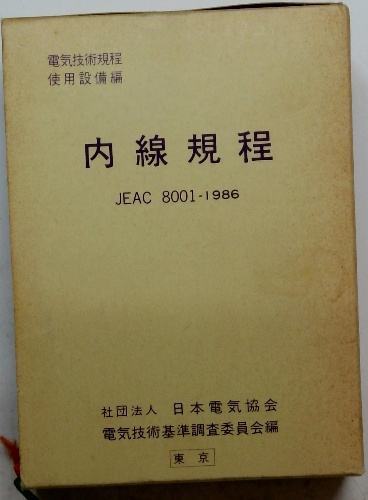 電気技術規程
使用設備編
内線規程
JEAC 8001-1986
社団法人 日本電気協会
電気技術基準調査委員会編
東京